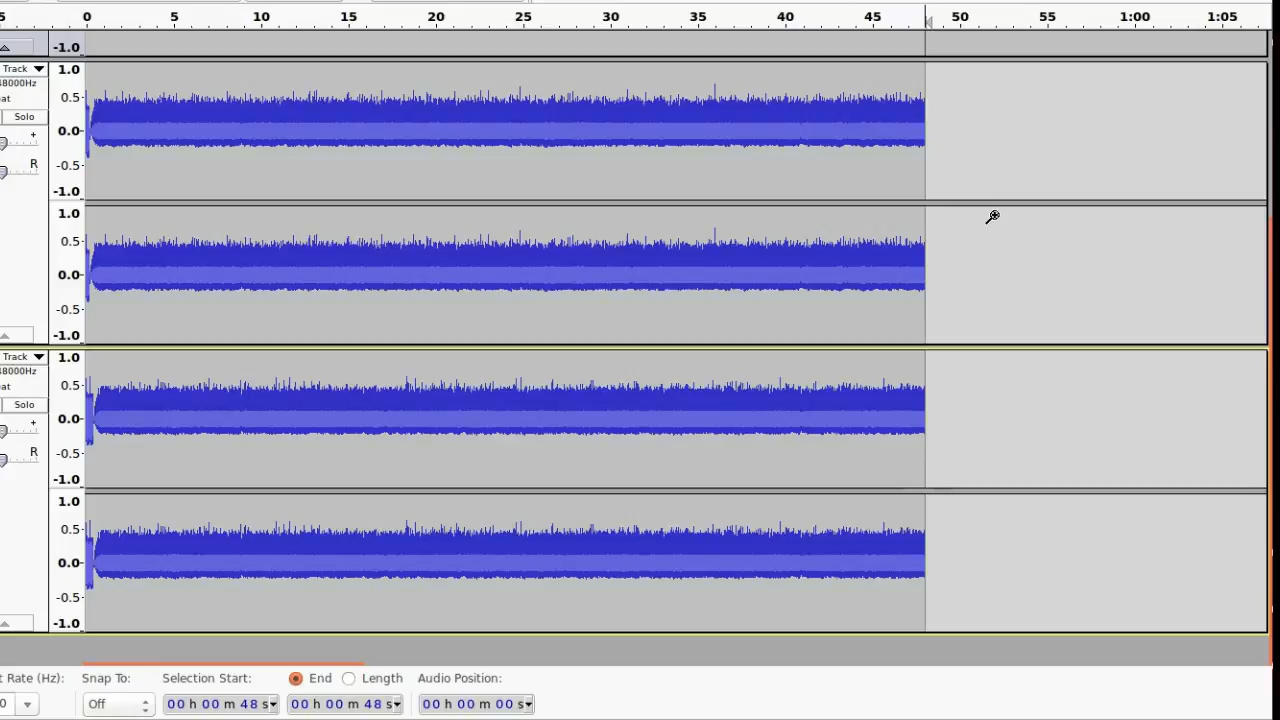 5 0 5 10 15 20 25 30 35 40 45 50 55 1:00 1:05
-1.0
Track 1.0
48000Hz
at 0.5
Solo
+ 0.0
R -0.5
-1.0
1.0
0.5
0.0
-0.5
-1.0
Track 1.0
48000Hz
at 0.5
Solo
+ 0.0
R -0.5
-1.0
1.0
0.5
0.0
-0.5
-1.0
t Rate (Hz): Snap To: Selection Start: End Length Audio Position:
0 Off 00 h 00 m 48 s 00 h 00 m 48 s 00 h 00 m 00 s